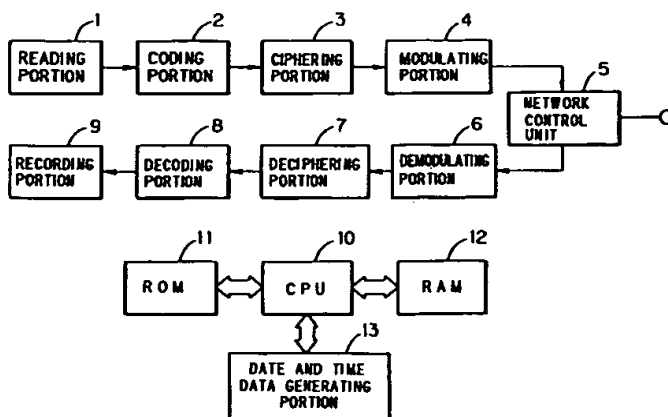 1
2
3
4
READING
PORTION
CODING
PORTION
CIPHERING
PORTION
MODULATING
PORTION
5
NETWORK
CONTROL
UNIT
9
8
7
6
RECORDING
PORTION
DECODING
PORTION
DECIPHERING
PORTION
DEMODULATING
PORTION
11
10
12
ROM
CPU
RAM
13
DATE AND TIME
DATA GENERATING
PORTION